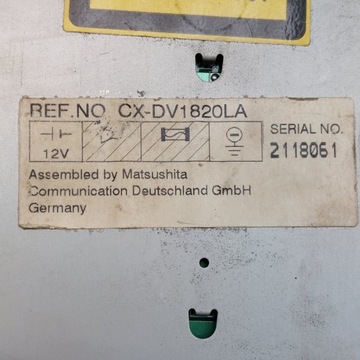 REF.NO CX-DV1820LA
12V
SERIAL NO.
2118061
Assembled by Matsushita
Communication Deutschland GmbH
Germany